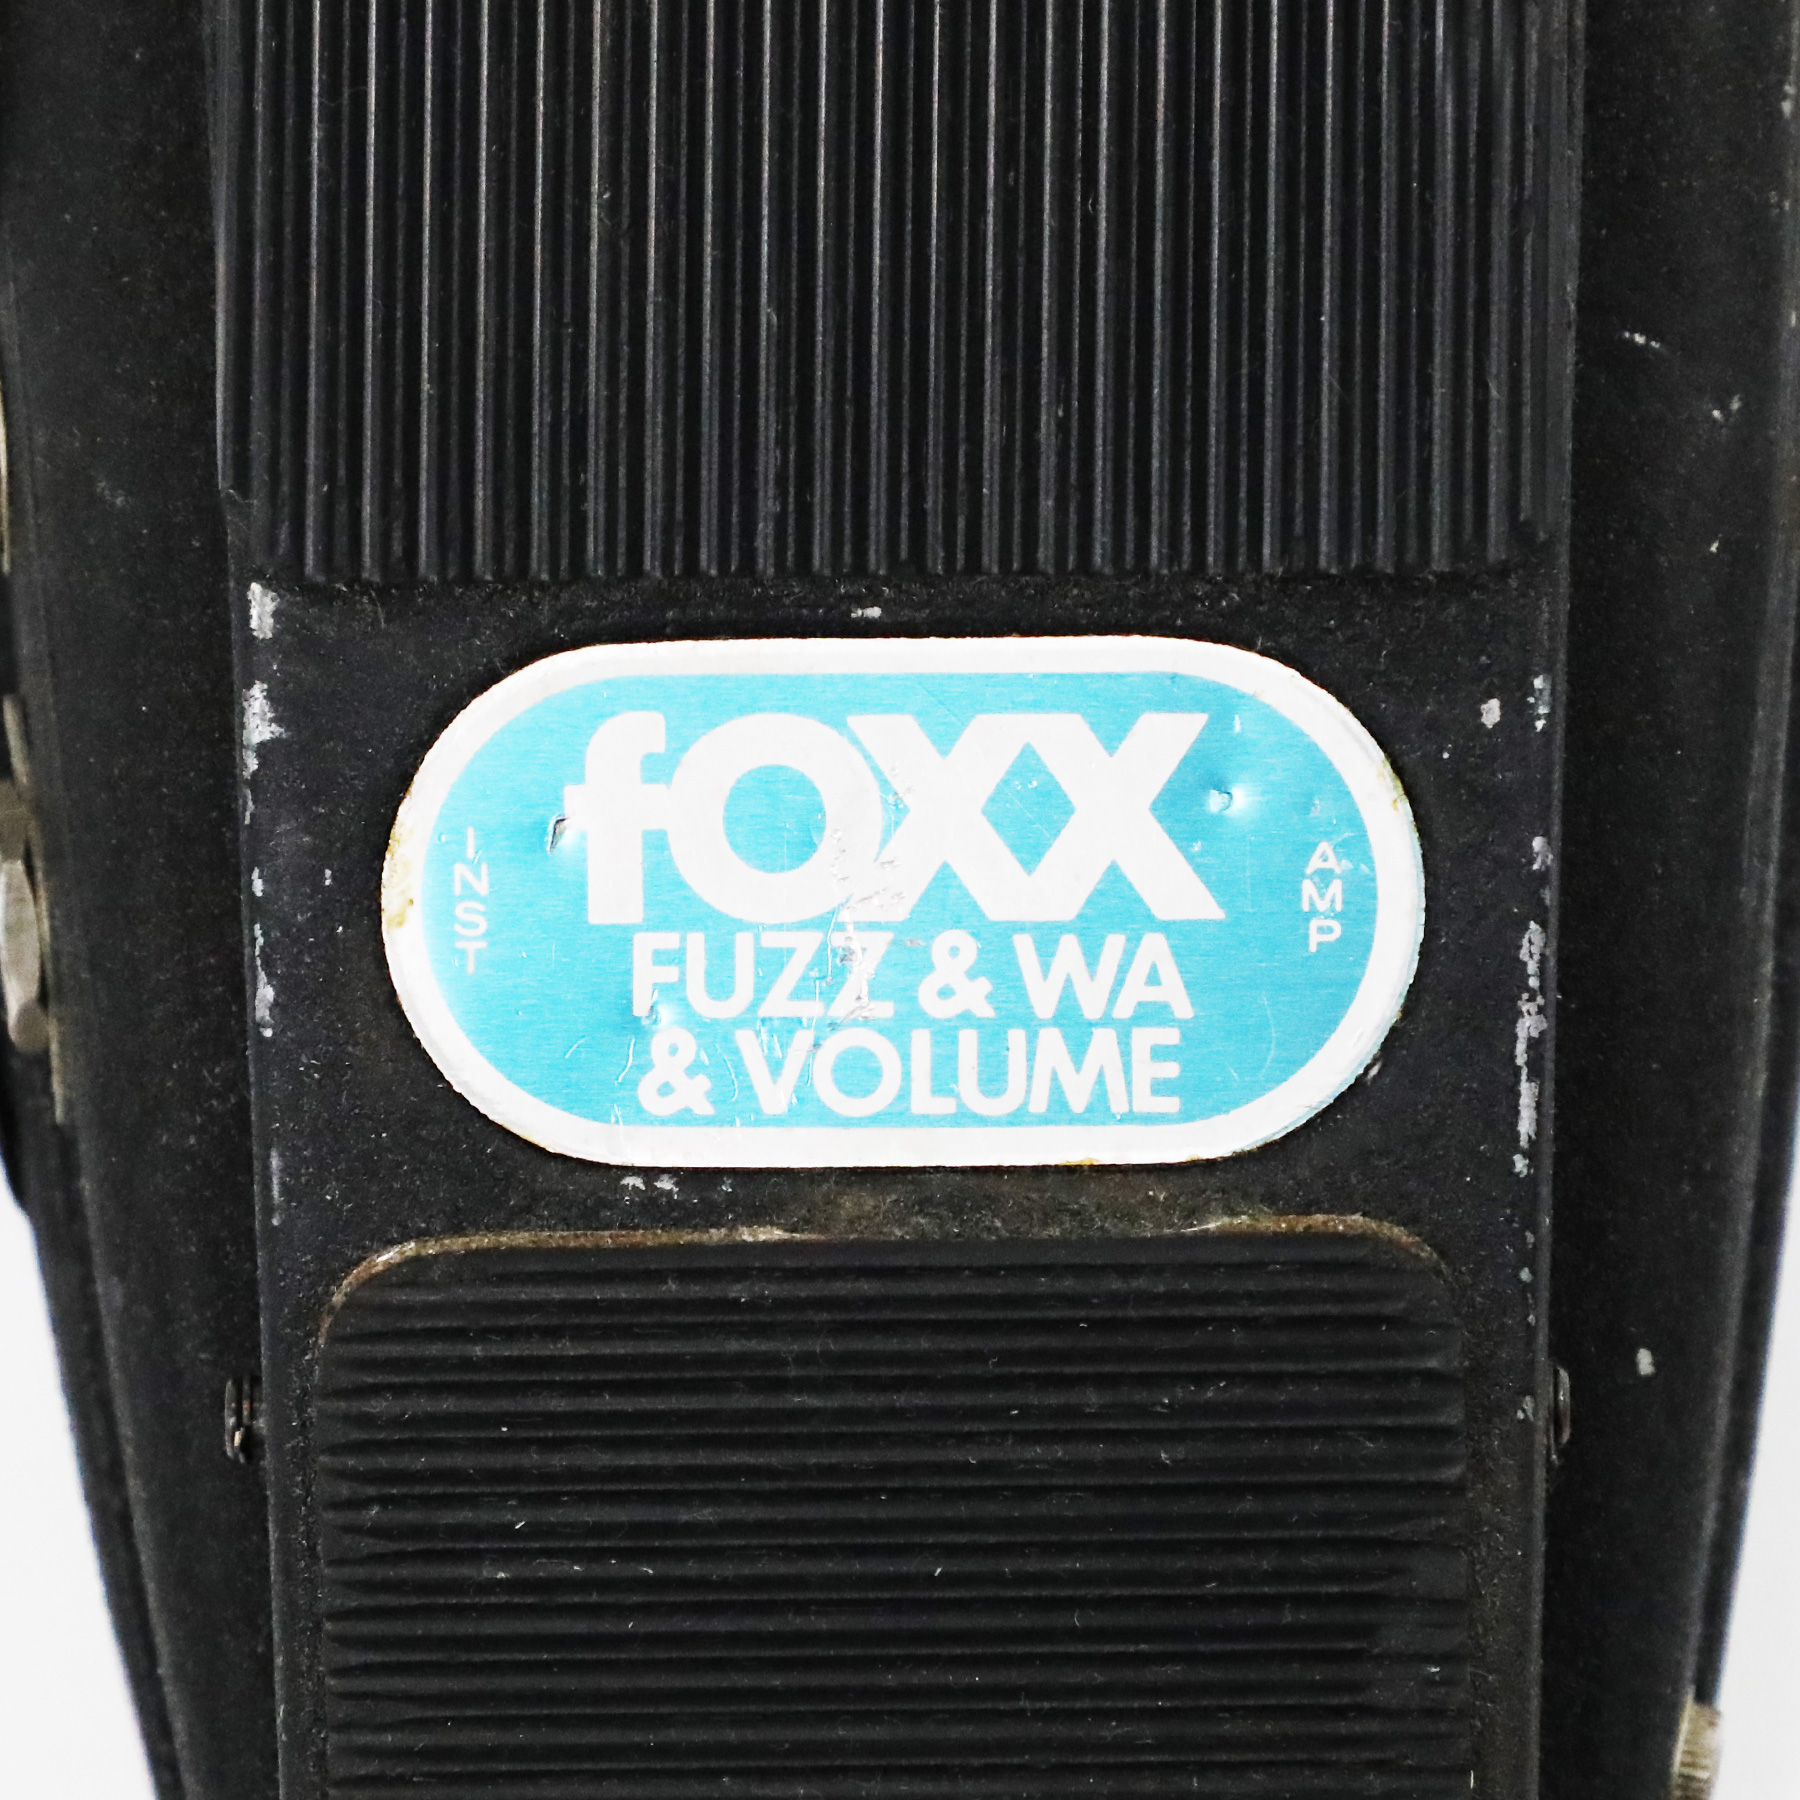 foxx
INST
AMP
FUZZ & WA
& VOLUME